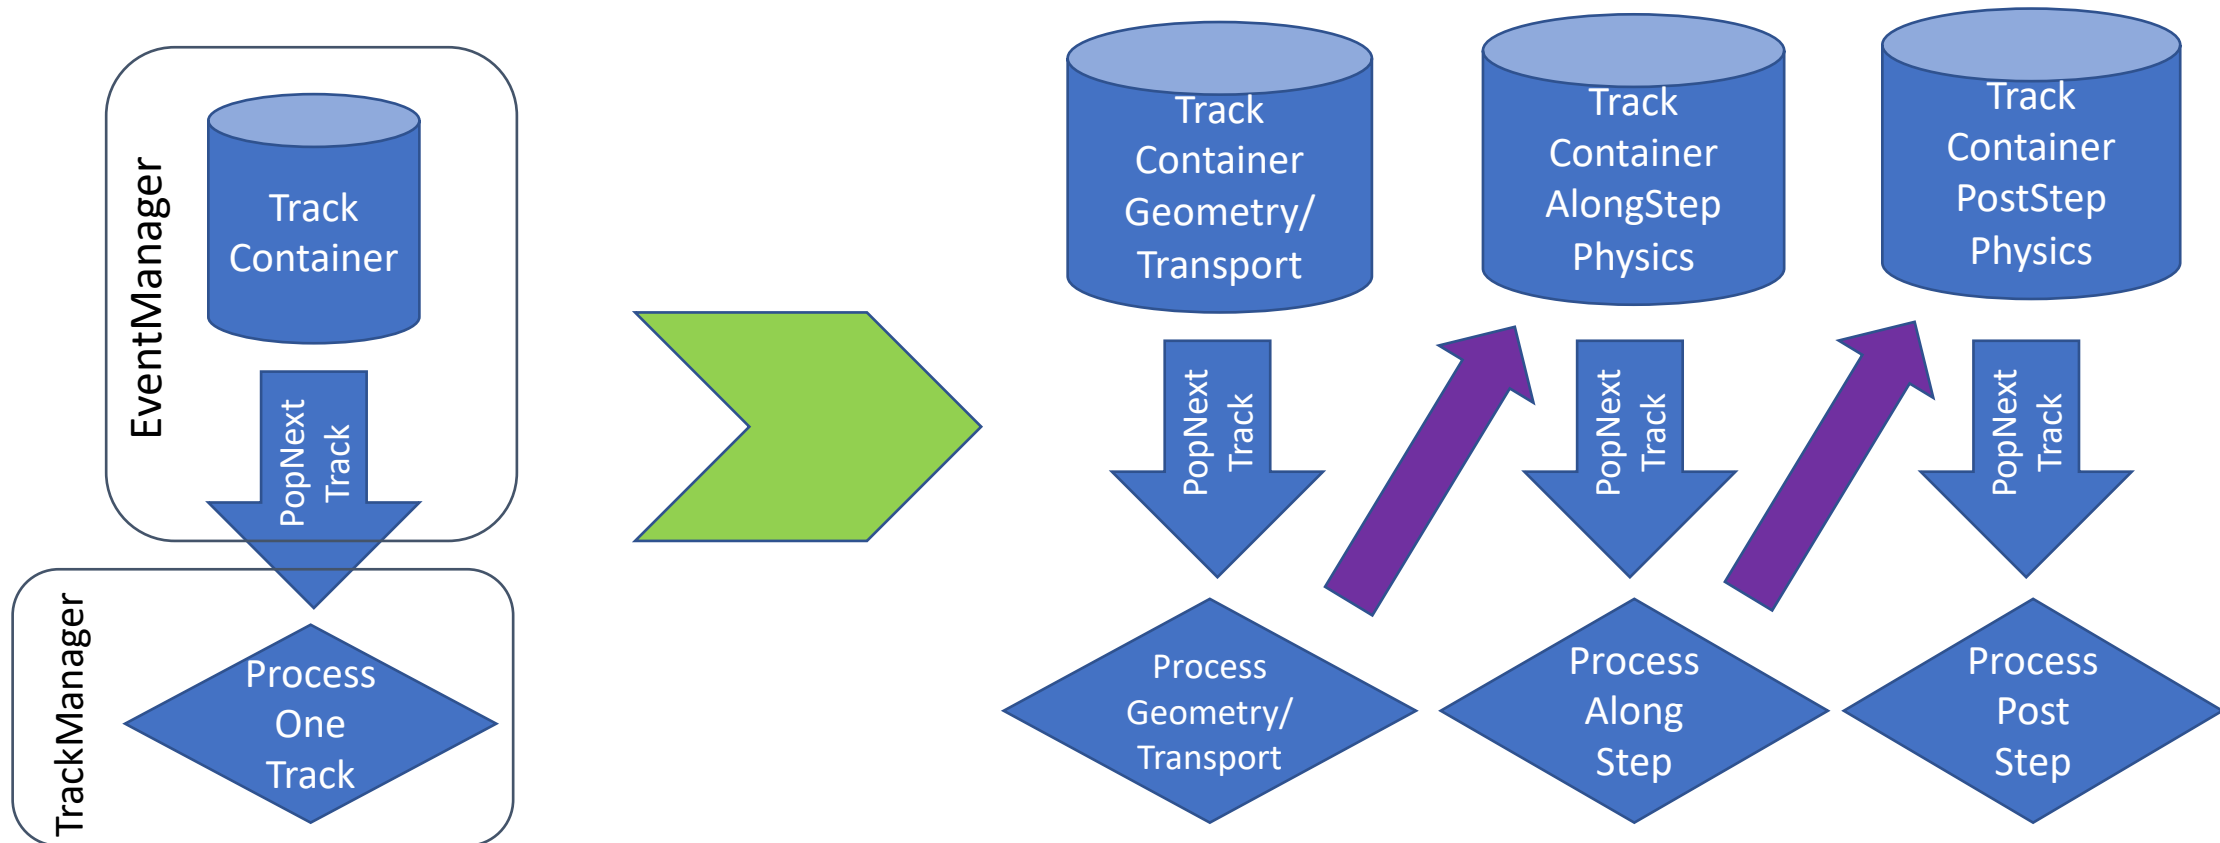 EventManager
Track
Container
PopNext
Track
TrackManager
Process
One
Track
Track
Container
Geometry/
Transport
PopNext
Track
Process
Geometry/
Transport
Track
Container
AlongStep
Physics
PopNext
Track
Process
Along
Step
Track
Container
PostStep
Physics
PopNext
Track
Process
Post
Step